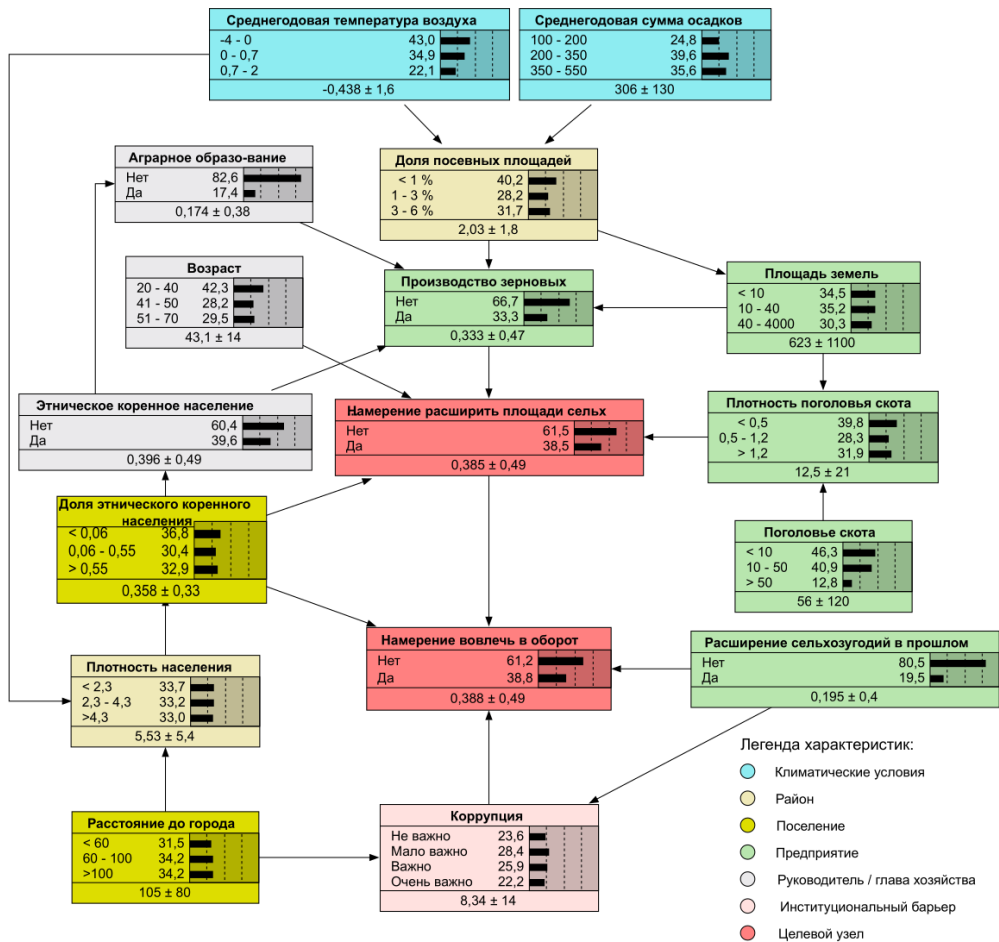 Среднегодовая температура воздуха
-4 - 0 43,0
0 - 0,7 34,9
0,7 - 2 22,1
-0,438 ± 1,6
Среднегодовая сумма осадков
100 - 200 24,8
200 - 350 39,6
350 - 550 35,6
306 ± 130
Аграрное образо-вание
Нет 82,6
Да 17,4
0,174 ± 0,38
Доля посевных площадей
< 1 % 40,2
1 - 3 % 28,2
3 - 6 % 31,7
2,03 ± 1,8
Возраст
20 - 40 42,3
41 - 50 28,2
51 - 70 29,5
43,1 ± 14
Производство зерновых
Нет 66,7
Да 33,3
0,333 ± 0,47
Площадь земель
< 10 34,5
10 - 40 35,2
40 - 4000 30,3
623 ± 1100
Этническое коренное население
Нет 60,4
Да 39,6
0,396 ± 0,49
Намерение расширить площади сельх
Нет 61,5
Да 38,5
0,385 ± 0,49
Плотность поголовья скота
< 0,5 39,8
0,5 - 1,2 28,3
> 1,2 31,9
12,5 ± 21
Доля этнического коренного
населения
< 0,06 36,8
0,06 - 0,55 30,4
> 0,55 32,9
0,358 ± 0,33
Поголовье скота
< 10 46,3
10 - 50 40,9
> 50 12,8
56 ± 120
Плотность населения
< 2,3 33,7
2,3 - 4,3 33,2
>4,3 33,0
5,53 ± 5,4
Намерение вовлечь в оборот
Нет 61,2
Да 38,8
0,388 ± 0,49
Расширение сельхозугодий в прошлом
Нет 80,5
Да 19,5
0,195 ± 0,4
Расстояние до города
< 60 31,5
60 - 100 34,2
>100 34,2
105 ± 80
Коррупция
Не важно 23,6
Мало важно 28,4
Важно 25,9
Очень важно 22,2
8,34 ± 14
Легенда характеристик:
Климатические условия
Район
Поселение
Предприятие
Руководитель / глава хозяйства
Институциональный барьер
Целевой узел